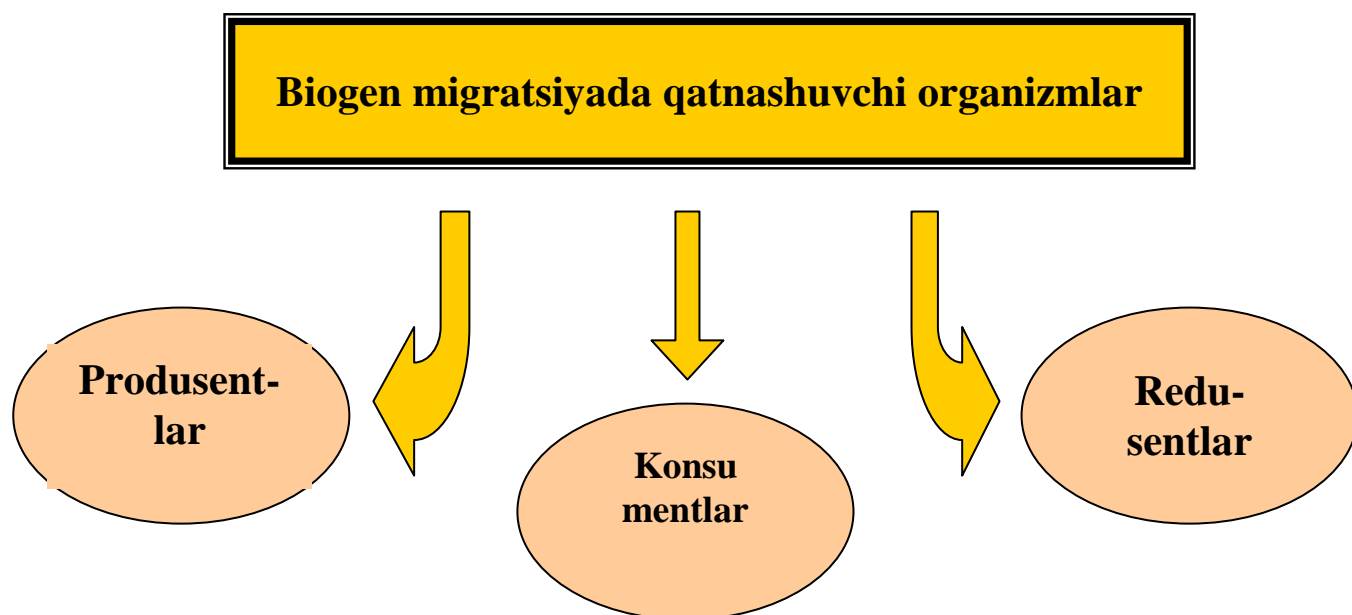 Biogen migratsiyada qatnashuvchi organizmlar
Produsent-
lar
Konsu
mentlar
Redu-
sentlar